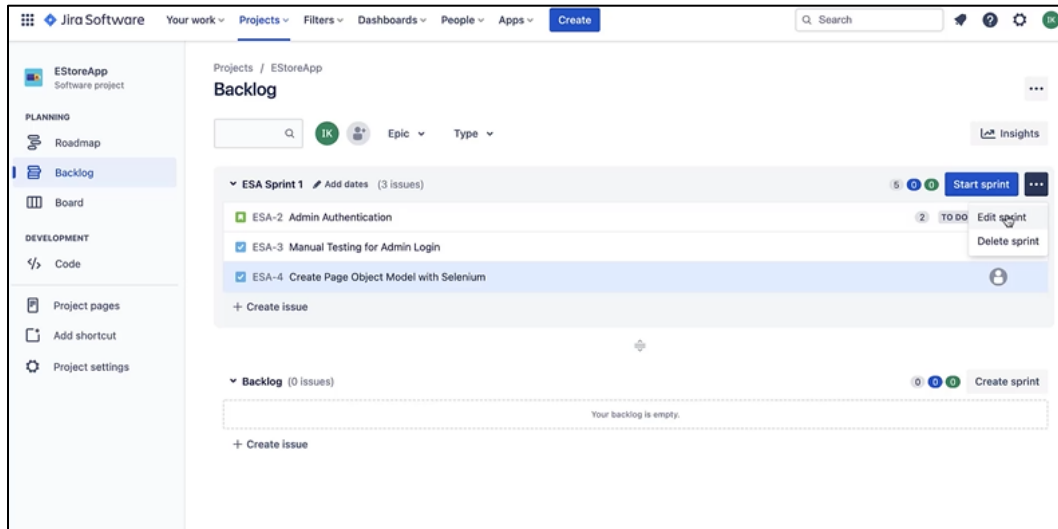 Jira Software Your work Projects Filters Dashboards People Apps Create Search IK
EStoreApp
Software project
PLANNING
Roadmap
Backlog
Board
DEVELOPMENT
Code
Project pages
Add shortcut
Project settings
Projects / EStoreApp
Backlog
IK Epic Type Insights
ESA Sprint 1 Add dates (3 issues) 5 0 0 Start sprint
ESA-2 Admin Authentication 2 TO DO
Edit sprint
Delete sprint
ESA-3 Manual Testing for Admin Login
ESA-4 Create Page Object Model with Selenium
+ Create issue
Backlog (0 issues) 0 0 0 Create sprint
Your backlog is empty.
+ Create issue